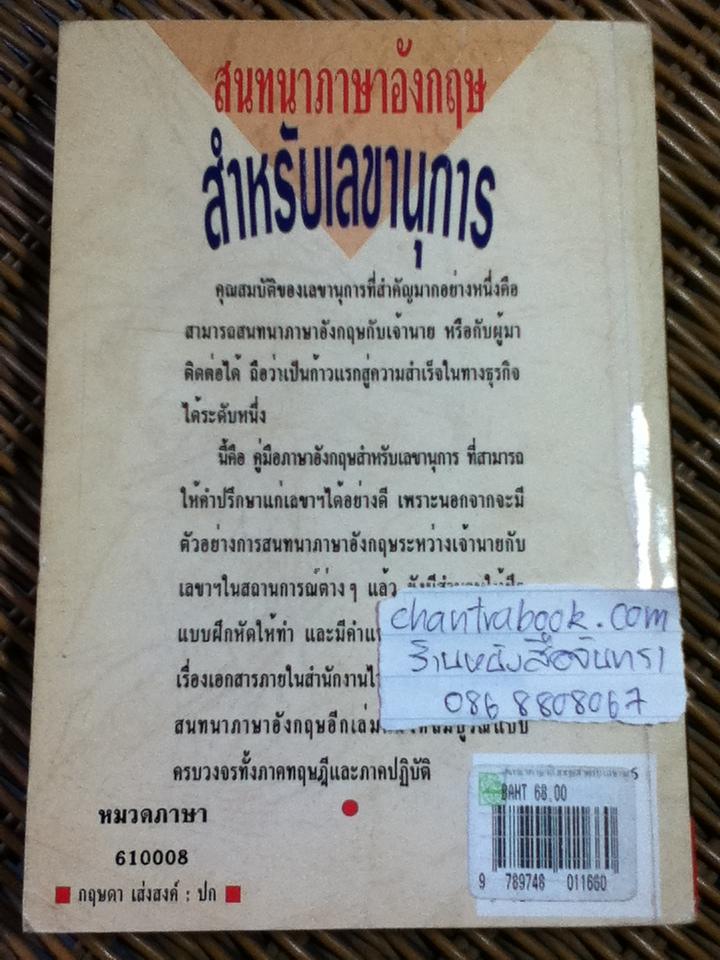 สนทนาภาษาอังกฤษ
สำหรับเลขานุการ
คุณสมบัติของเลขานุการที่สำคัญมากอย่างหนึ่งคือ
สามารถสนทนาภาษาอังกฤษกับเจ้านาย หรือกับผู้มา
ติดต่อได้ ถือว่าเป็นก้าวแรกสู่ความสำเร็จในทางธุรกิจ
ได้ระดับหนึ่ง
นี้คือ คู่มือภาษาอังกฤษสำหรับเลขานุการ ที่สามารถ
ให้คำปรึกษาแก่เลขาฯได้อย่างดี เพราะนอกจากจะมี
ตัวอย่างการสนทนาภาษาอังกฤษระหว่างเจ้านายกับ
เลขาฯในสถานการณ์ต่าง ๆ แล้ว
แบบฝึกหัดให้ทำ และมีคำ
เรื่องเอกสารภายในสำนักงาน
สนทนาภาษาอังกฤษอีกเล่ม
ครบวงจรทั้งภาคทฤษฎีและภาคปฏิบัติ
chantrabook.com
ร้านหนังสือจันทรา
086 8808067
หมวดภาษา
610008
กฤษดา เส่งสงค์ : ปก
BAHT 68.00
9 789748 011660